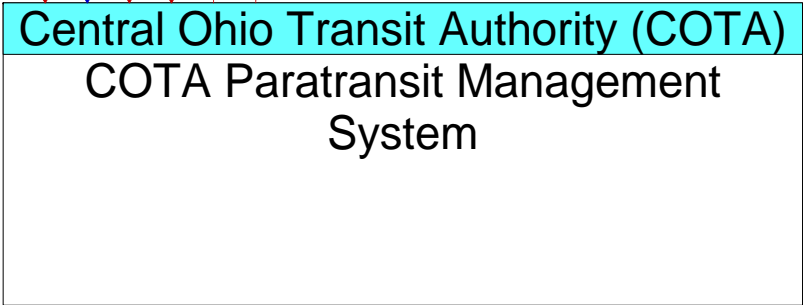 Central Ohio Transit Authority (COTA)
COTA Paratransit Management
System